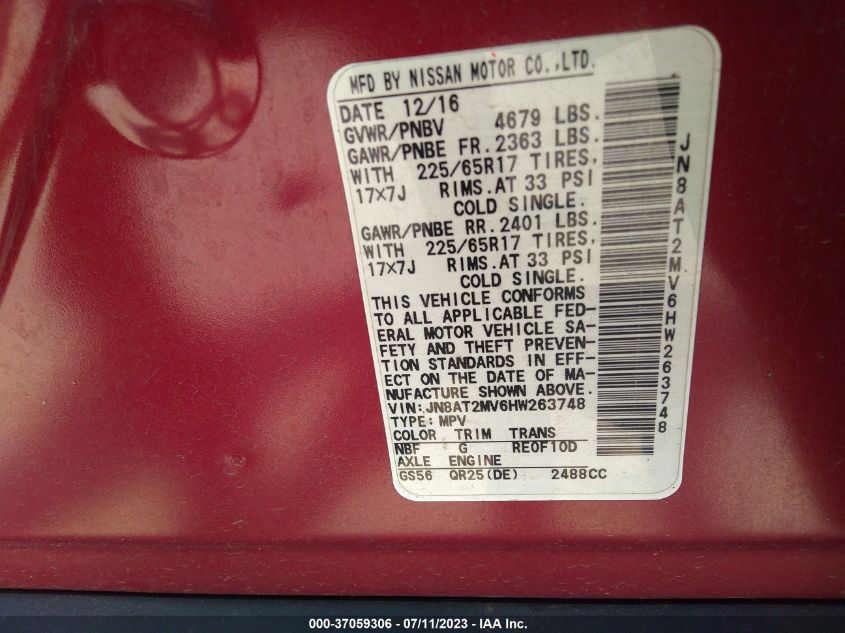 MFD BY NISSAN MOTOR CO.,LTD.
DATE 12/16
GVWR/PNBV 4679 LBS.
GAWR/PNBE FR. 2363 LBS.
WITH 225/65R17 TIRES,
17X7J RIMS.AT 33 PSI
COLD SINGLE.
GAWR/PNBE RR. 2401 LBS.
WITH 225/65R17 TIRES,
17X7J RIMS.AT 33 PSI
COLD SINGLE.
THIS VEHICLE CONFORMS
TO ALL APPLICABLE FED-
ERAL MOTOR VEHICLE SA-
FETY AND THEFT PREVEN-
TION STANDARDS IN EFF-
ECT ON THE DATE OF MA-
NUFACTURE SHOWN ABOVE.
VIN: JN8AT2MV6HW263748
TYPE: MPV
COLOR TRIM TRANS
NBF G RE0F10D
AXLE ENGINE
GS56 QR25(DE) 2488CC
JN8AT2MV6HW263748
000-37059306 - 07/11/2023 - IAA Inc.